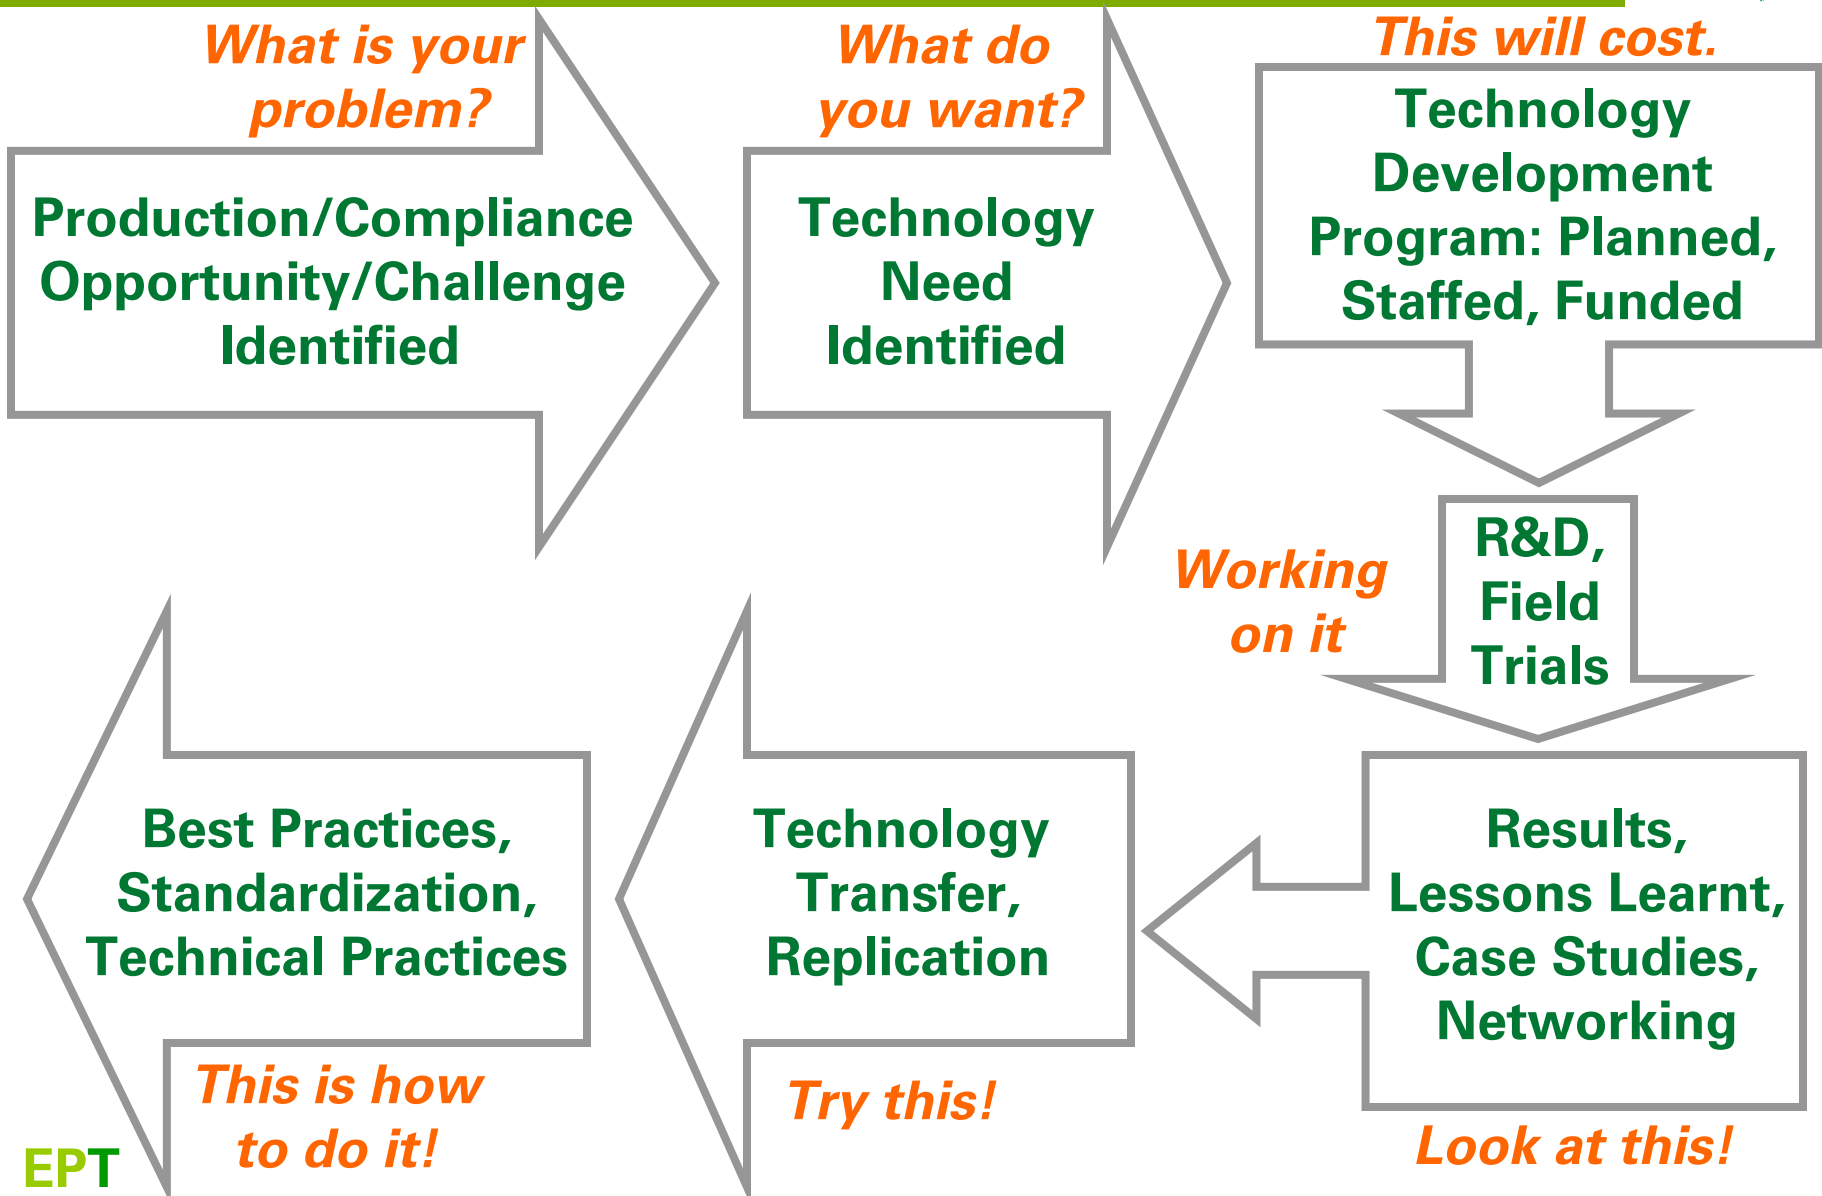 What is your
problem?
Production/Compliance
Opportunity/Challenge
Identified
What do
you want?
Technology
Need
Identified
This will cost.
Technology
Development
Program: Planned,
Staffed, Funded
Working
on it
R&D,
Field
Trials
Results,
Lessons Learnt,
Case Studies,
Networking
Look at this!
Technology
Transfer,
Replication
Try this!
Best Practices,
Standardization,
Technical Practices
This is how
to do it!
EPT